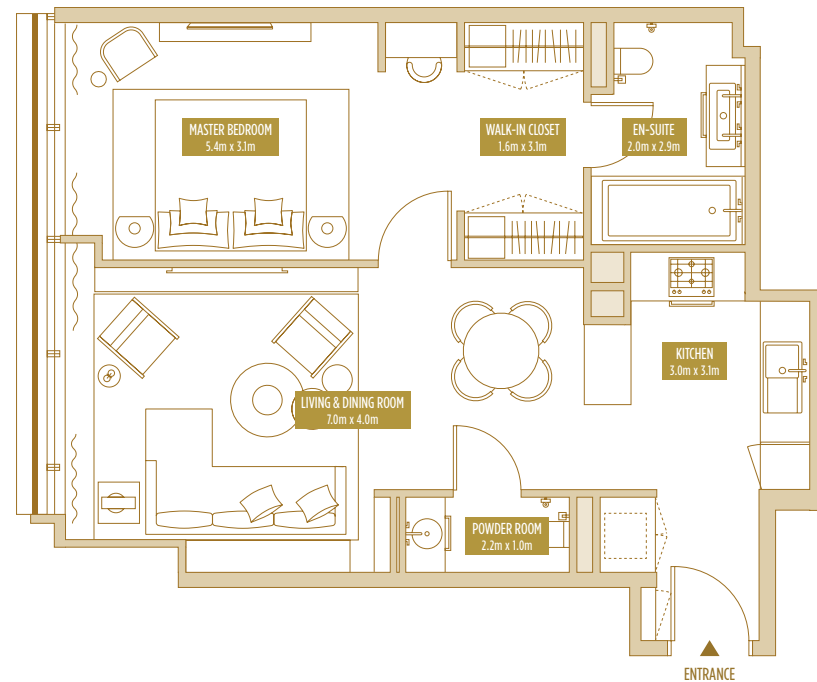 MASTER BEDROOM
5.4m x 3.1m
WALK-IN CLOSET
1.6m x 3.1m
EN-SUITE
2.0m x 2.9m
KITCHEN
3.0m x 3.1m
LIVING & DINING ROOM
7.0m x 4.0m
POWDER ROOM
2.2m x 1.0m
ENTRANCE